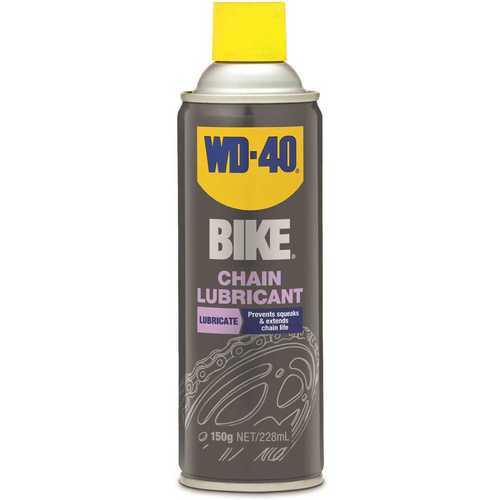 WD-40®
BIKE®
CHAIN
LUBRICANT
LUBRICATE
Prevents squeaks
& extends
chain life
150g NET/228mL